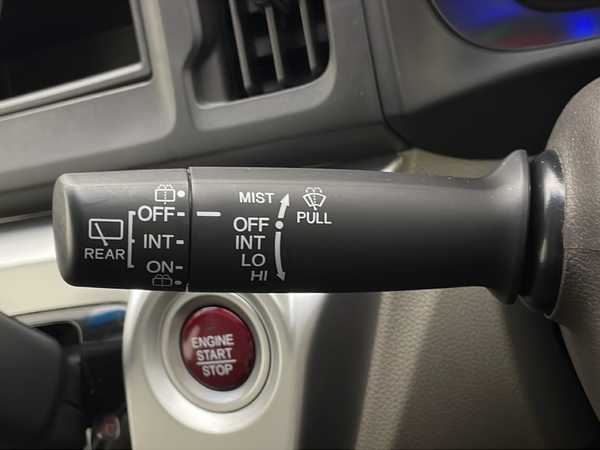 OFF
INT
ON
REAR
MIST
OFF
INT
LO
HI
PULL
ENGINE
START
STOP